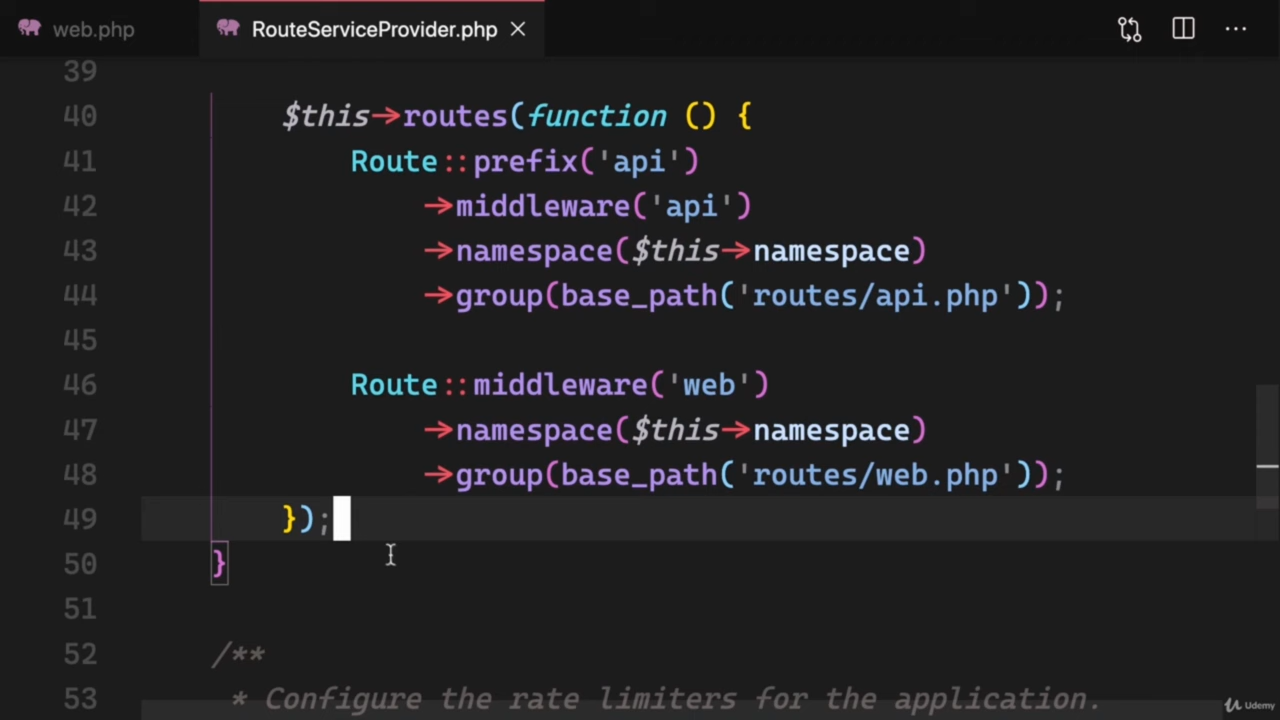 web.php RouteServiceProvider.php
39
40 $this->routes(function () {
41 Route::prefix('api')
42 ->middleware('api')
43 ->namespace($this->namespace)
44 ->group(base_path('routes/api.php'));
45
46 Route::middleware('web')
47 ->namespace($this->namespace)
48 ->group(base_path('routes/web.php'));
49 });
50 }
51
52 /**
53 * Configure the rate limiters for the application.
Udemy